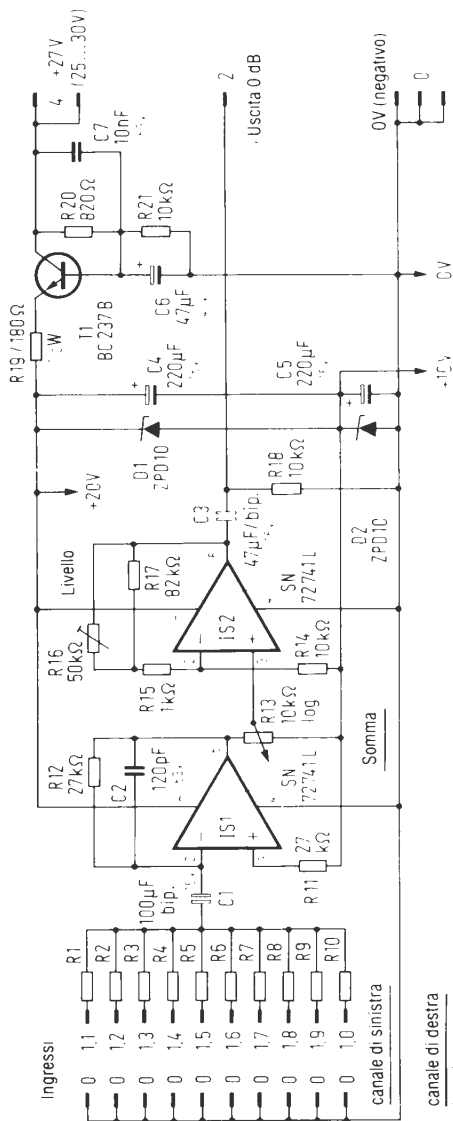 Ingressi
0 1,1 R1
0 1,2 R2
0 1,3 R3
0 1,4 R4
0 1,5 R5
0 1,6 R6
0 1,7 R7
0 1,8 R8
0 1,9 R9
0 1,0 R10
canale di sinistra
canale di destra
100µF
bip.
C1
R12
27kΩ
C2
120pF
IS1
SN
72741L
R11
27
kΩ
R13
10kΩ
log
Somma
R16
50kΩ
Livello
R15
1kΩ
R17
82kΩ
IS2
SN
72741L
R14
10kΩ
C3
47µF/bip.
R18
10kΩ
+20V
D1
ZPD10
D2
ZPD10
C4
220µF
C5
220µF
+10V
0V
R19/180Ω
T1
BC237B
R20
820Ω
C7
10nF
R21
10kΩ
C6
47µF
4
+27V
(25...30V)
2
Uscita 0 dB
0V (negativo)
0